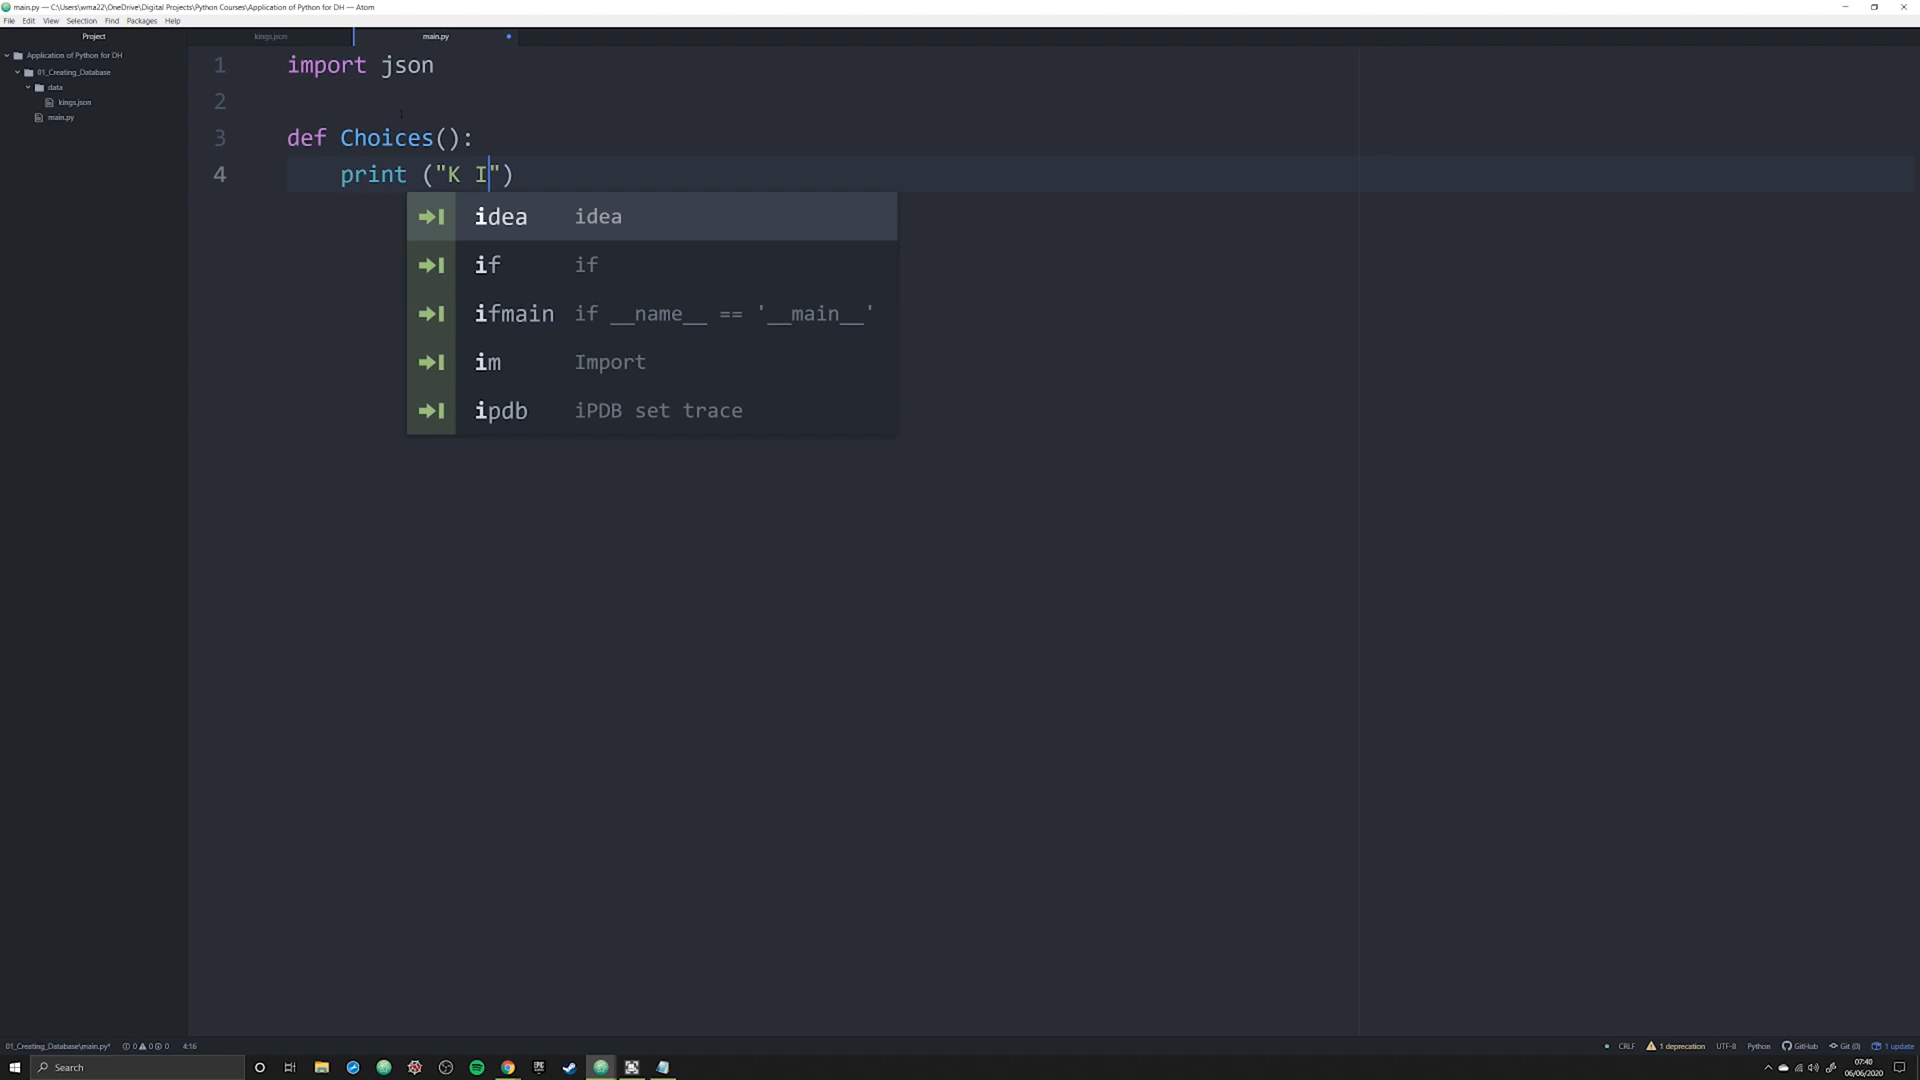 main.py — C:\Users\wma22\OneDrive\Digital Projects\Python Courses\Application of Python for DH — Atom
File Edit View Selection Find Packages Help
Project
kings.json
main.py
Application of Python for DH
01_Creating_Database
data
kings.json
main.py
1 import json
2
3 def Choices():
4 print ("K I")
idea idea
if if
ifmain if __name__ == '__main__'
im Import
ipdb iPDB set trace
01_Creating_Database\main.py* 0 0 0 4:16
CRLF 1 deprecation UTF-8 Python GitHub Git (0) 1 update
Search
07:40
06/06/2020